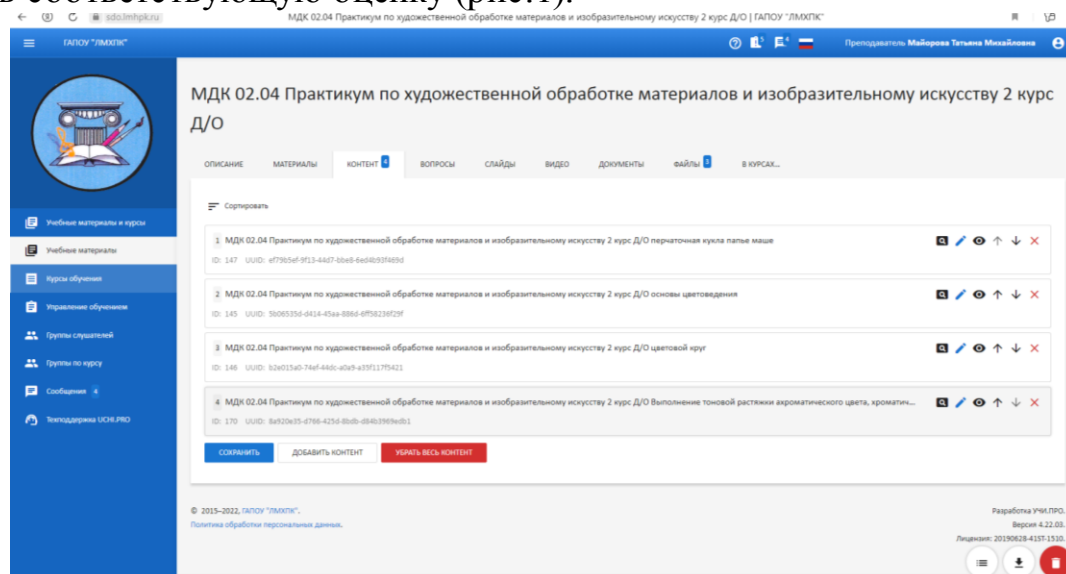 в соответствующую оценку (рис.1).
sdo.lmhpk.ru МДК 02.04 Практикум по художественной обработке материалов и изобразительному искусству 2 курс Д/О | ГАПОУ "ЛМХПК"
ГАПОУ "ЛМХПК" Преподаватель Майорова Татьяна Михайловна
МДК 02.04 Практикум по художественной обработке материалов и изобразительному искусству 2 курс
Д/О
ОПИСАНИЕ МАТЕРИАЛЫ КОНТЕНТ 4 ВОПРОСЫ СЛАЙДЫ ВИДЕО ДОКУМЕНТЫ ФАЙЛЫ 3 В КУРСАХ...
Сортировать
Учебные материалы и курсы
Учебные материалы
Курсы обучения
Управление обучением
Группы слушателей
Группы по курсу
Сообщения 4
Техподдержка UCHI.PRO
1 МДК 02.04 Практикум по художественной обработке материалов и изобразительному искусству 2 курс Д/О перчаточная кукла папье маше
ID: 147 UUID: ef79b5ef-9f13-44d7-bbe8-6ed4b93f469d
2 МДК 02.04 Практикум по художественной обработке материалов и изобразительному искусству 2 курс Д/О основы цветоведения
ID: 145 UUID: 5b06535d-d414-45aa-886d-6ff58236f29f
3 МДК 02.04 Практикум по художественной обработке материалов и изобразительному искусству 2 курс Д/О цветовой круг
ID: 146 UUID: b2e015a0-74ef-44dc-a0a9-a35f117f5421
4 МДК 02.04 Практикум по художественной обработке материалов и изобразительному искусству 2 курс Д/О Выполнение тоновой растяжки ахроматического цвета, хроматич...
ID: 170 UUID: 8a920e35-d766-425d-8bdb-d84b3969edb1
СОХРАНИТЬ ДОБАВИТЬ КОНТЕНТ УБРАТЬ ВЕСЬ КОНТЕНТ
© 2015–2022, ГАПОУ "ЛМХПК".
Политика обработки персональных данных.
Разработка УЧИ.ПРО.
Версия 4.22.03.
Лицензия: 20190628-41ST-1510.